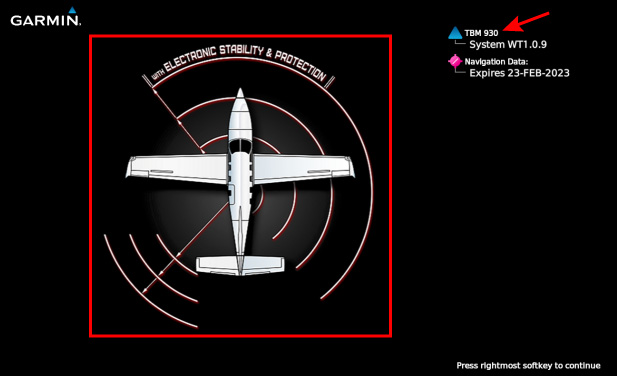 GARMIN.
WITH ELECTRONIC STABILITY & PROTECTION
TBM 930
System WT1.0.9
Navigation Data:
Expires 23-FEB-2023
Press rightmost softkey to continue